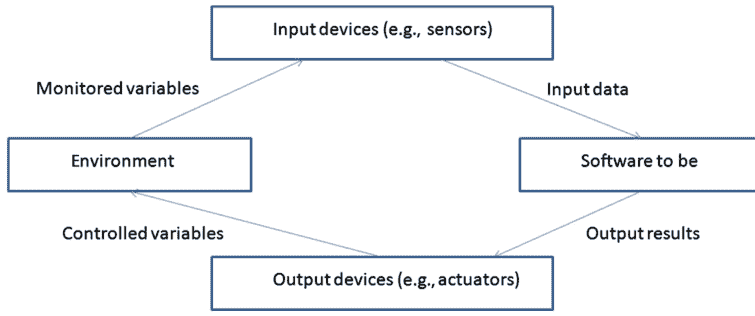 Input devices (e.g., sensors)
Monitored variables
Input data
Environment
Software to be
Controlled variables
Output results
Output devices (e.g., actuators)